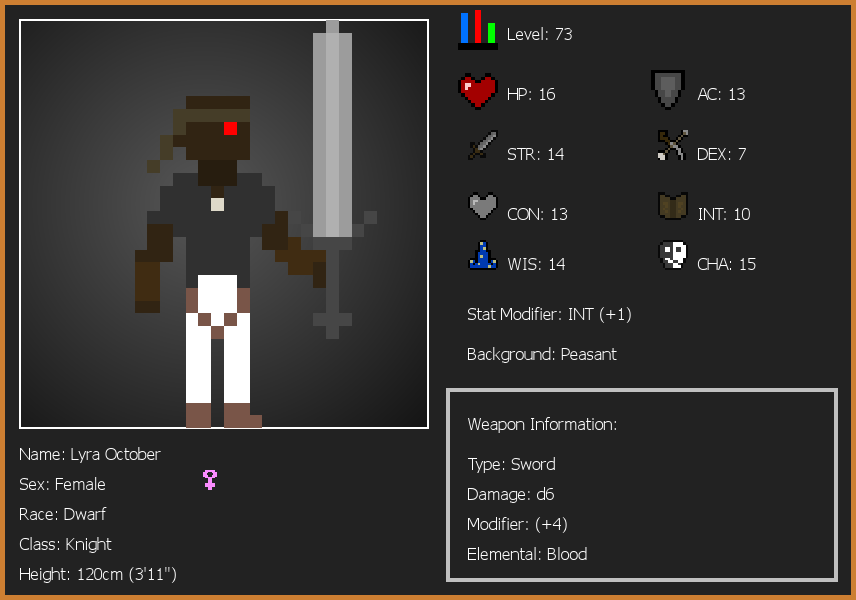 Level: 73
HP: 16
AC: 13
STR: 14
DEX: 7
CON: 13
INT: 10
WIS: 14
CHA: 15
Stat Modifier: INT (+1)
Background: Peasant
Weapon Information:
Type: Sword
Damage: d6
Modifier: (+4)
Elemental: Blood
Name: Lyra October
Sex: Female
Race: Dwarf
Class: Knight
Height: 120cm (3'11")